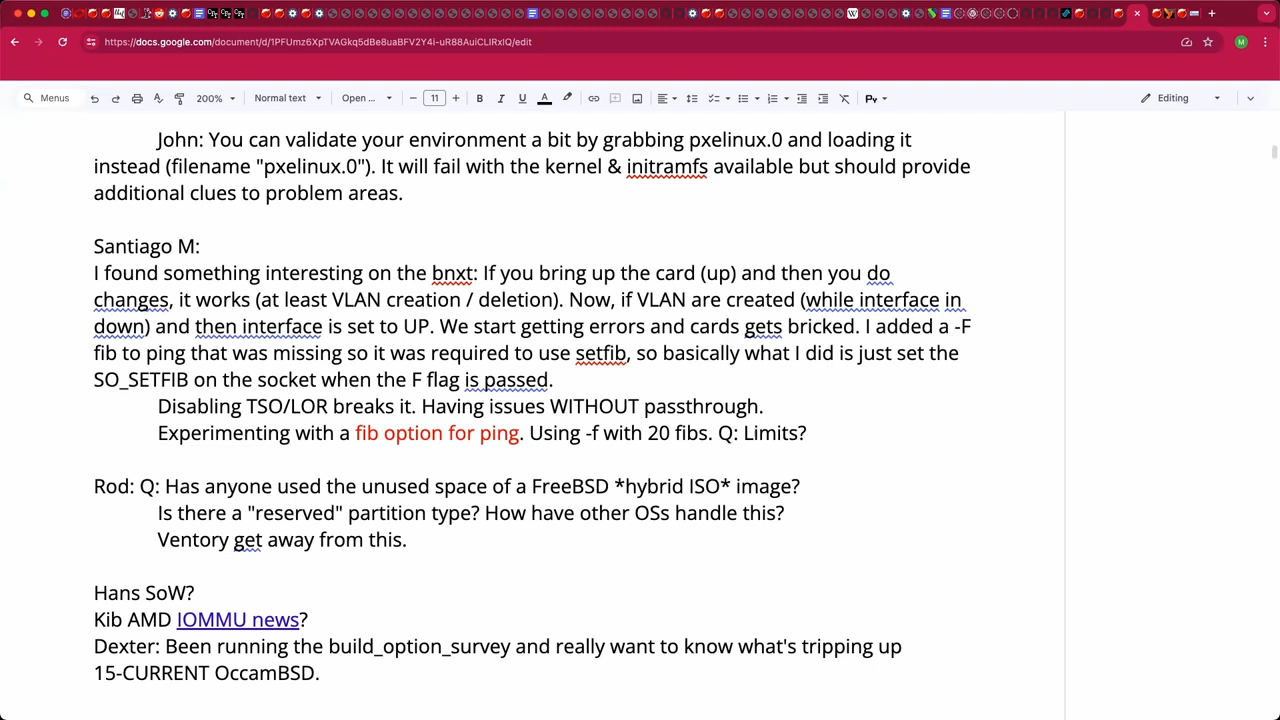 https://docs.google.com/document/d/1PFUmz6XpTVAGkq5dBe8uaBFV2Y4i-uR88AuiCLIRxIQ/edit
M
Menus 200% Normal text Open ... 11 B I U A Editing
John: You can validate your environment a bit by grabbing pxelinux.0 and loading it
instead (filename "pxelinux.0"). It will fail with the kernel & initramfs available but should provide
additional clues to problem areas.
Santiago M:
I found something interesting on the bnxt: If you bring up the card (up) and then you do
changes, it works (at least VLAN creation / deletion). Now, if VLAN are created (while interface in
down) and then interface is set to UP. We start getting errors and cards gets bricked. I added a -F
fib to ping that was missing so it was required to use setfib, so basically what I did is just set the
SO_SETFIB on the socket when the F flag is passed.
Disabling TSO/LOR breaks it. Having issues WITHOUT passthrough.
Experimenting with a fib option for ping. Using -f with 20 fibs. Q: Limits?
Rod: Q: Has anyone used the unused space of a FreeBSD *hybrid ISO* image?
Is there a "reserved" partition type? How have other OSs handle this?
Ventory get away from this.
Hans SoW?
Kib AMD IOMMU news?
Dexter: Been running the build_option_survey and really want to know what's tripping up
15-CURRENT OccamBSD.